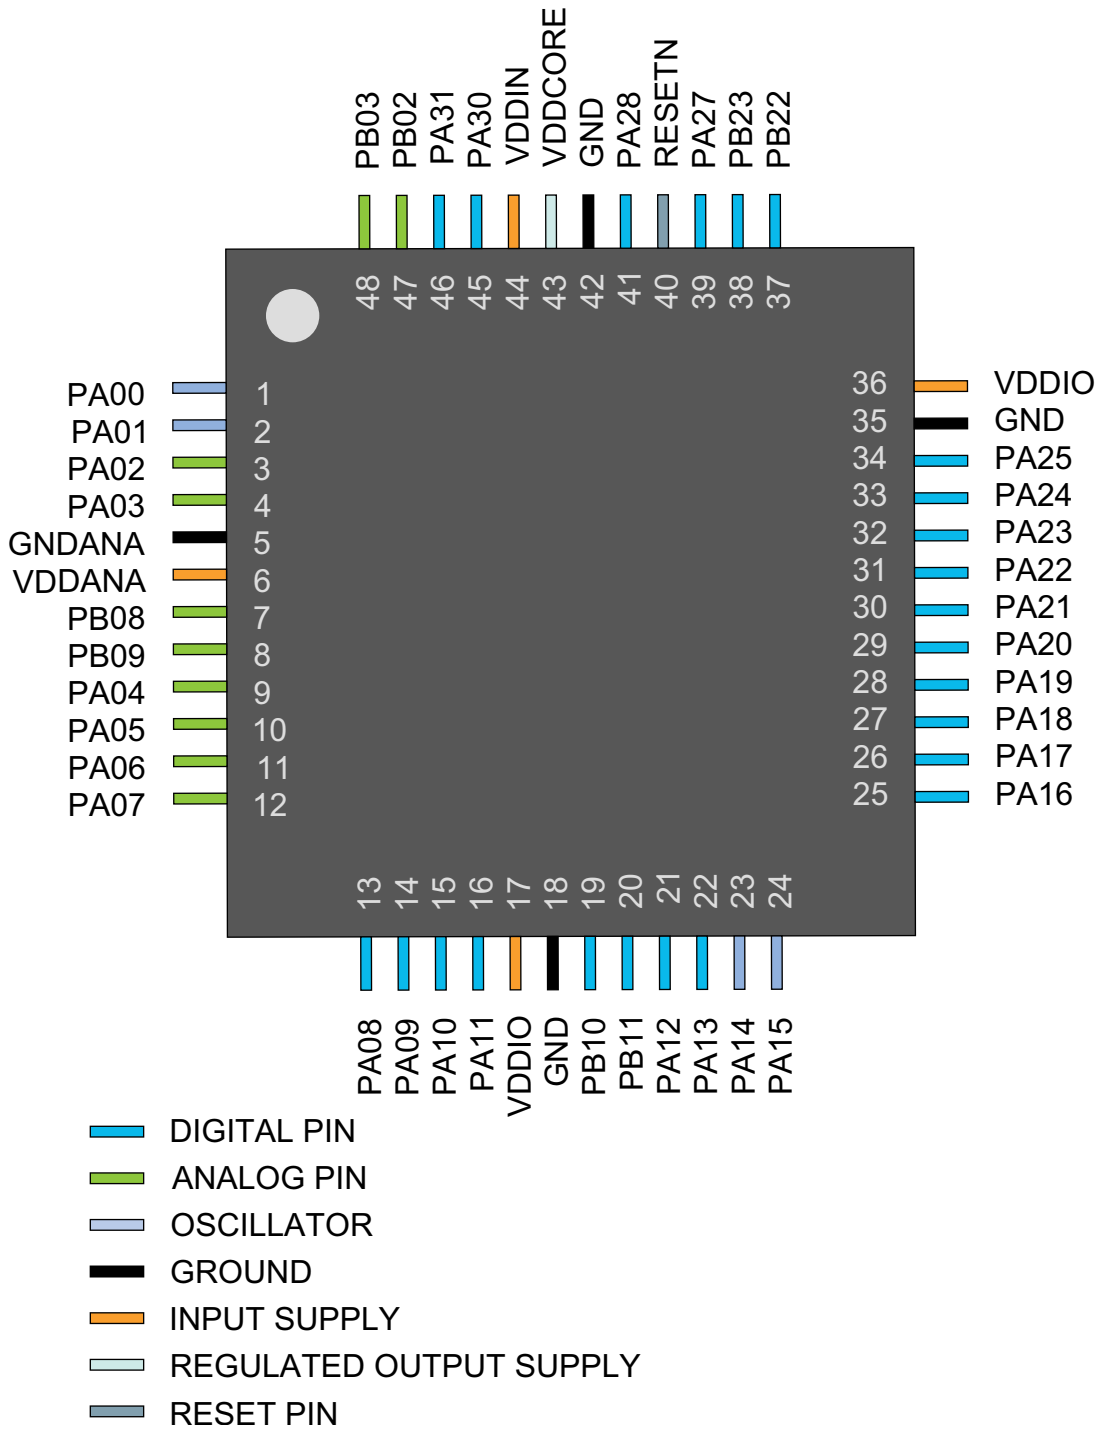 PB03
PB02
PA31
PA30
VDDIN
VDDCORE
GND
PA28
RESETN
PA27
PB23
PB22
48
47
46
45
44
43
42
41
40
39
38
37
PA00 1
PA01 2
PA02 3
PA03 4
GNDANA 5
VDDANA 6
PB08 7
PB09 8
PA04 9
PA05 10
PA06 11
PA07 12
36 VDDIO
35 GND
34 PA25
33 PA24
32 PA23
31 PA22
30 PA21
29 PA20
28 PA19
27 PA18
26 PA17
25 PA16
13
14
15
16
17
18
19
20
21
22
23
24
PA08
PA09
PA10
PA11
VDDIO
GND
PB10
PB11
PA12
PA13
PA14
PA15
DIGITAL PIN
ANALOG PIN
OSCILLATOR
GROUND
INPUT SUPPLY
REGULATED OUTPUT SUPPLY
RESET PIN